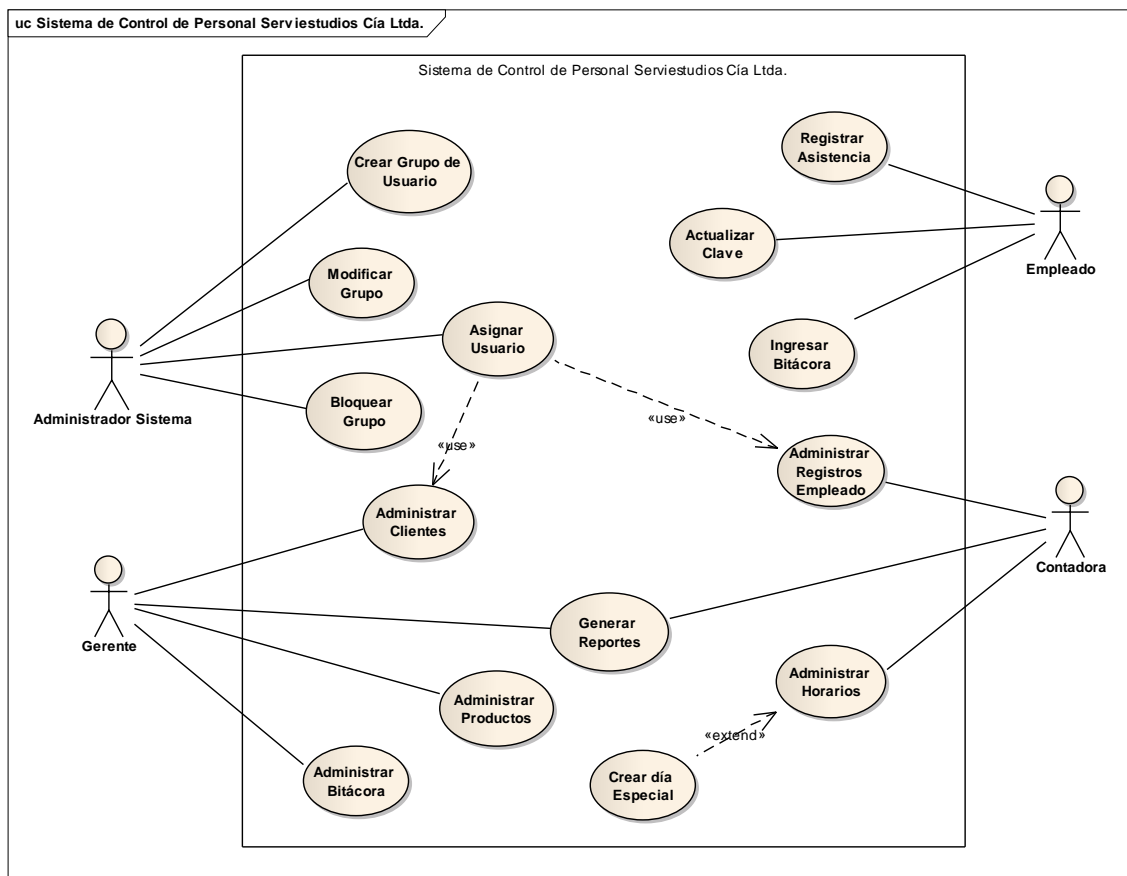 uc Sistema de Control de Personal Serviestudios Cía Ltda.
Sistema de Control de Personal Serviestudios Cía Ltda.
Crear Grupo de
Usuario
Registrar
Asistencia
Actualizar
Clave
Empleado
Modificar
Grupo
Asignar
Usuario
Ingresar
Bitácora
Administrador Sistema
Bloquear
Grupo
«use»
«use»
Administrar
Registros
Empleado
Administrar
Clientes
Contadora
Gerente
Generar
Reportes
Administrar
Horarios
Administrar
Productos
«extend»
Administrar
Bitácora
Crear día
Especial